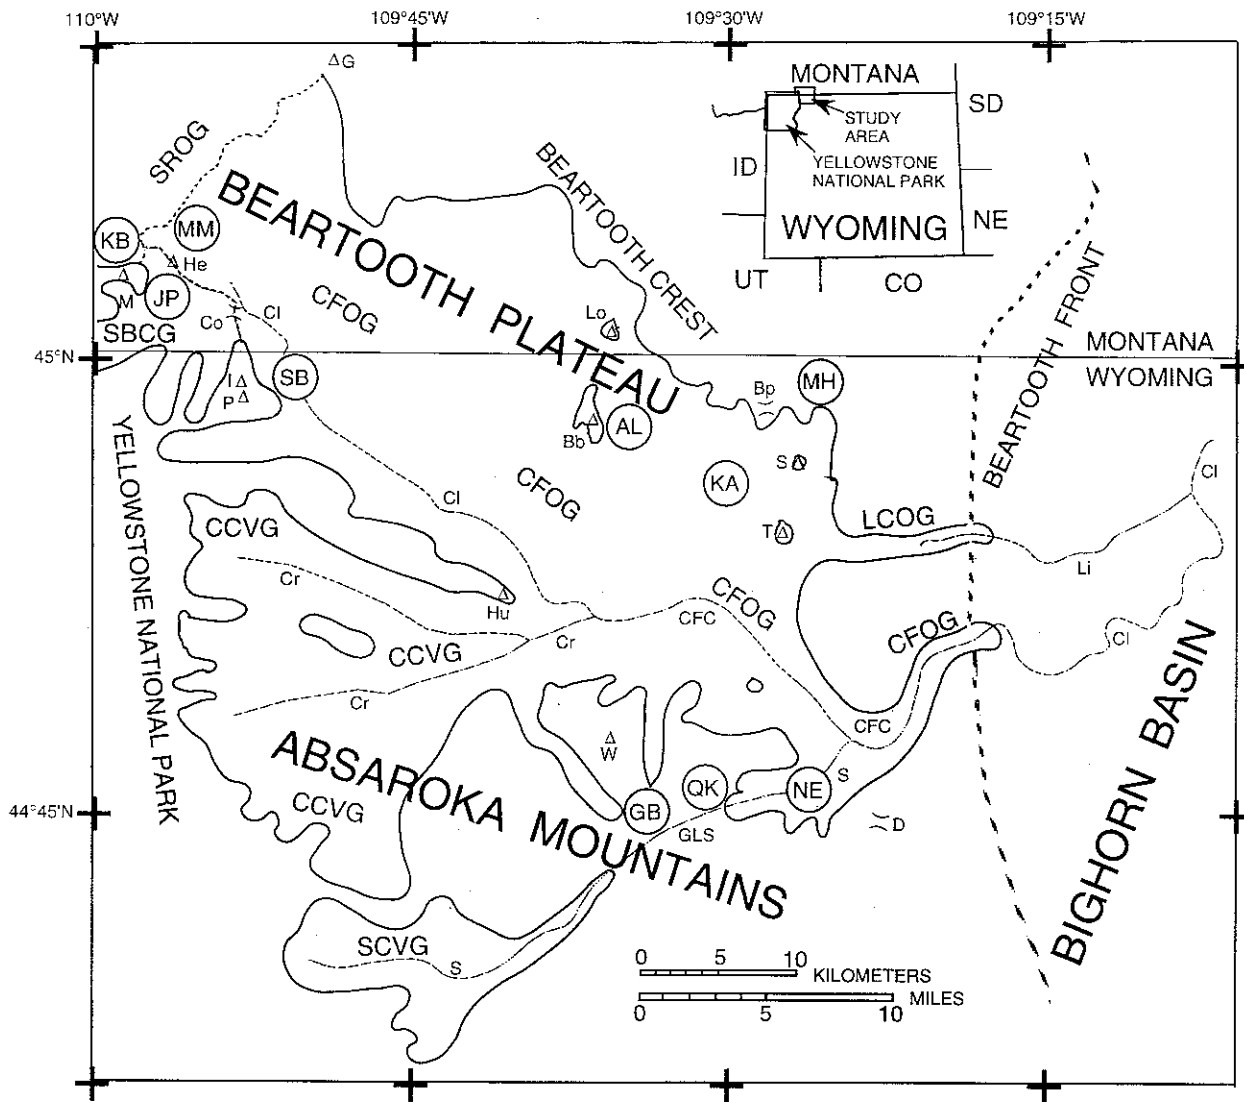 110°W
109°45'W
109°30'W
109°15'W
G
MONTANA
SD
STUDY
AREA
ID
YELLOWSTONE
NATIONAL PARK
NE
WYOMING
UT
CO
SROG
BEARTOOTH PLATEAU
BEARTOOTH CREST
BEARTOOTH FRONT
KB
MM
He
M
JP
CFOG
Cl
Co
SBCG
Lo
45°N
MONTANA
WYOMING
I
P
SB
Bp
MH
Bb
AL
S
KA
YELLOWSTONE NATIONAL PARK
CFOG
Cl
Cl
CCVG
T
LCOG
Li
Cr
Hu
CFOG
CFC
CFOG
Cl
CCVG
Cr
Cr
CFC
BIGHORN BASIN
ABSAROKA MOUNTAINS
W
S
CCVG
QK
NE
44°45'N
GB
GLS
D
SCVG
S
0 5 10
KILOMETERS
MILES
0 5 10